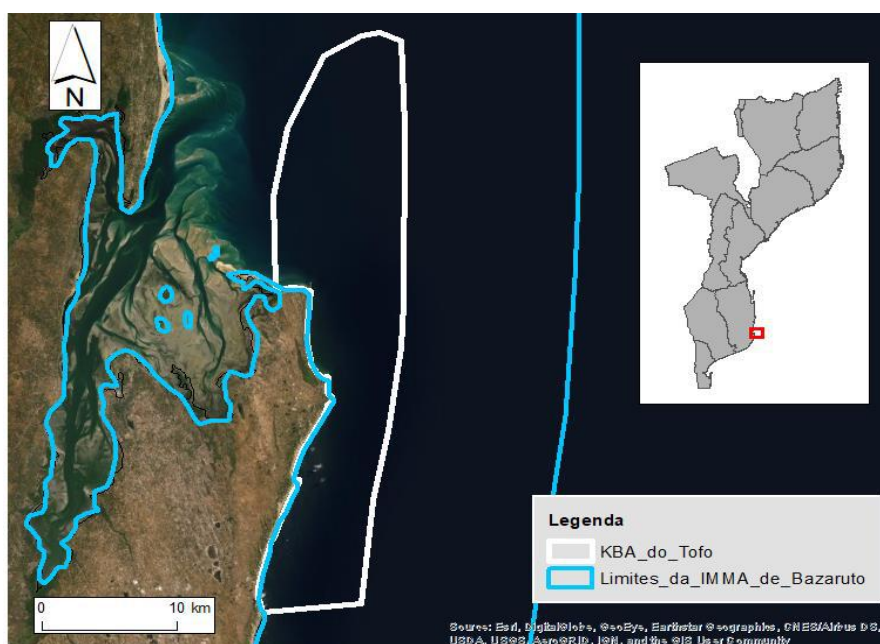 N
Legenda
KBA_do_Tofo
Limites_da_IMMA_de_Bazaruto
0 10 km
Source: Esri, DigitalGlobe, GeoEye, Earthstar Geographics, CNES/Airbus DS,
USDA, USGS, AeroGRID, IGN, and the GIS User Community